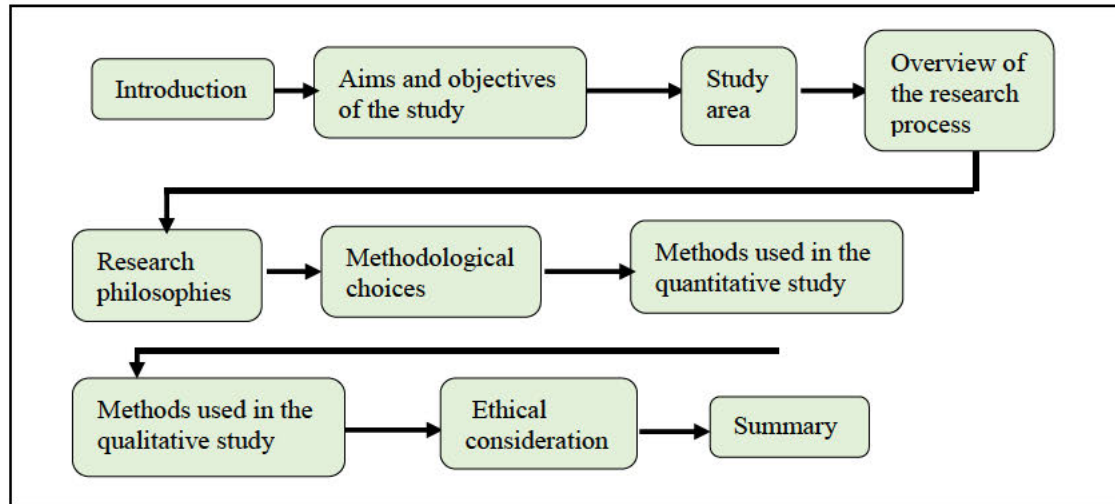 Introduction
Aims and objectives
of the study
Study
area
Overview of
the research
process
Research
philosophies
Methodological
choices
Methods used in the
quantitative study
Methods used in the
qualitative study
Ethical
consideration
Summary